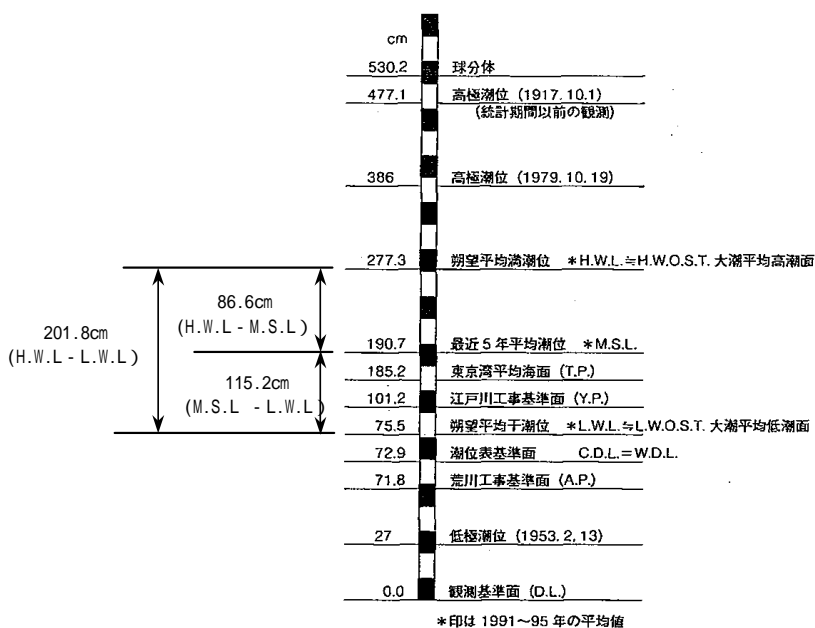 cm
530.2 球分体
477.1 高極潮位 (1917.10.1)
(統計期間以前の観測)
386 高極潮位 (1979.10.19)
277.3 朔望平均満潮位 *H.W.L.≒H.W.O.S.T. 大潮平均高潮面
86.6cm
(H.W.L - M.S.L)
201.8cm
(H.W.L - L.W.L)
190.7 最近5年平均潮位 *M.S.L.
185.2 東京湾平均海面 (T.P.)
115.2cm
(M.S.L - L.W.L)
101.2 江戸川工事基準面 (Y.P.)
75.5 朔望平均干潮位 *L.W.L.≒L.W.O.S.T. 大潮平均低潮面
72.9 潮位表基準面 C.D.L.=W.D.L.
71.8 荒川工事基準面 (A.P.)
27 低極潮位 (1953.2,13)
0.0 観測基準面 (D.L.)
*印は 1991～95 年の平均値